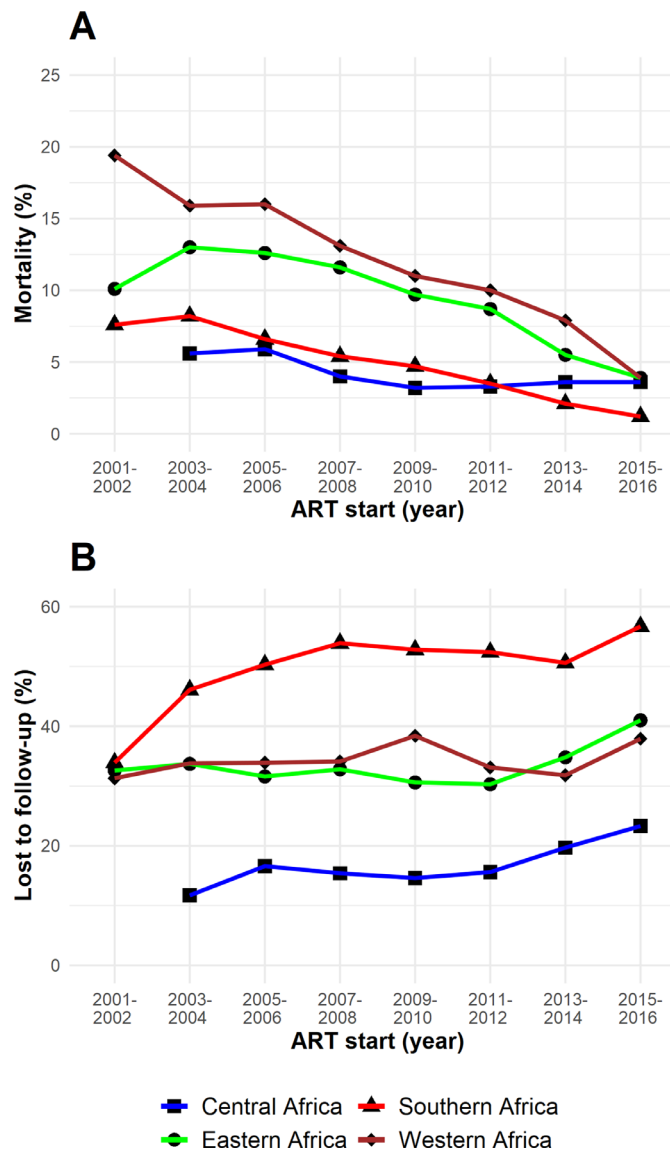 A
25
20
15
10
5
0
Mortality (%)
2001- 2003- 2005- 2007- 2009- 2011- 2013- 2015-
2002 2004 2006 2008 2010 2012 2014 2016
ART start (year)
B
60
40
20
0
Lost to follow-up (%)
2001- 2003- 2005- 2007- 2009- 2011- 2013- 2015-
2002 2004 2006 2008 2010 2012 2014 2016
ART start (year)
Central Africa Southern Africa
Eastern Africa Western Africa